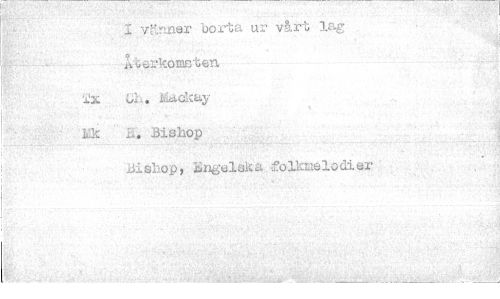 I vänner borta ur vårt lag
Återkomsten
Tx Ch. Mackay
Mk H. Bishop
Bishop, Engelska folkmelodier